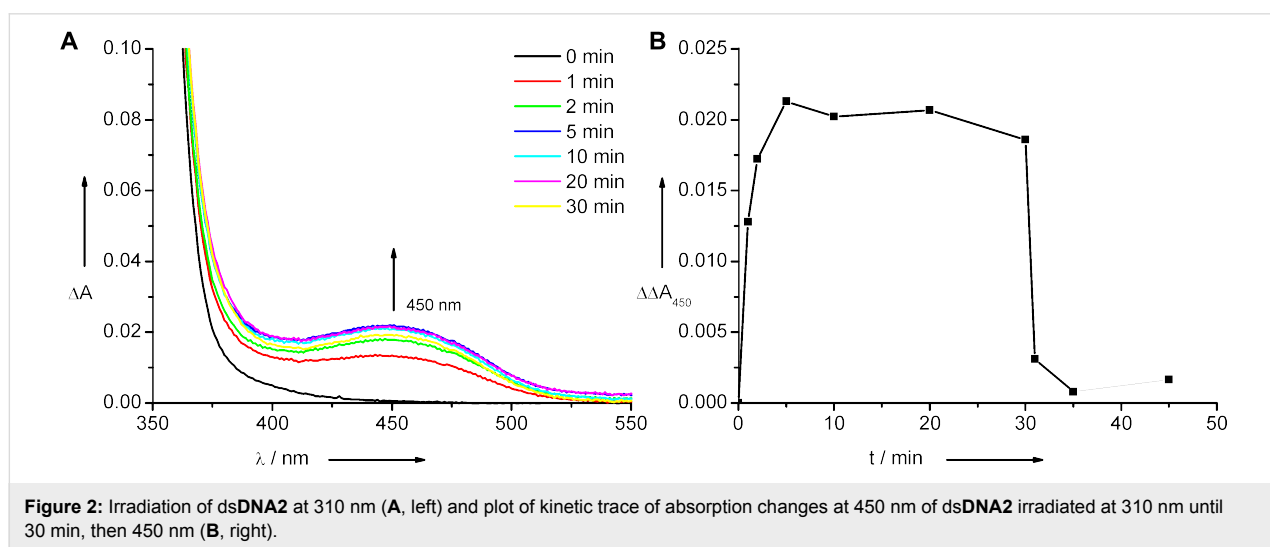 A
0.10
0.08
0.06
0.04
0.02
0.00
ΔA
350
400
450
500
550
λ / nm
450 nm
0 min
1 min
2 min
5 min
10 min
20 min
30 min
B
0.025
0.020
0.015
0.010
0.005
0.000
ΔΔA450
0
10
20
30
40
50
t / min
Figure 2: Irradiation of dsDNA2 at 310 nm (A, left) and plot of kinetic trace of absorption changes at 450 nm of dsDNA2 irradiated at 310 nm until
30 min, then 450 nm (B, right).